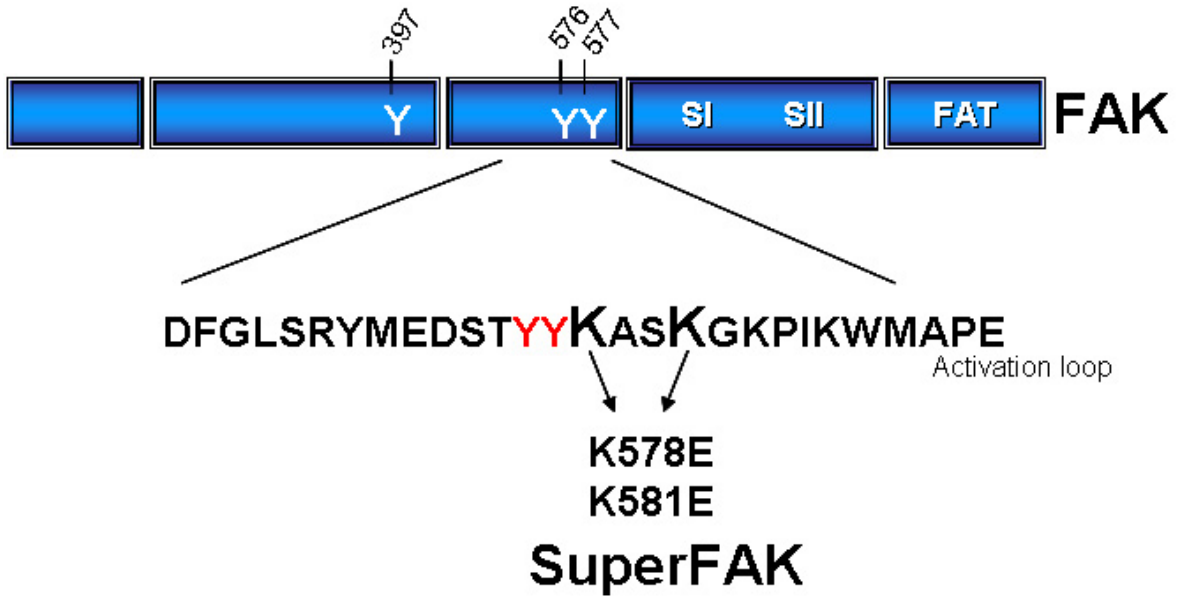 397 576 577
Y YY SI SII FAT FAK
DFGLSRYMEDSTYYKASKGKPIKWMAPE
Activation loop
K578E
K581E
SuperFAK